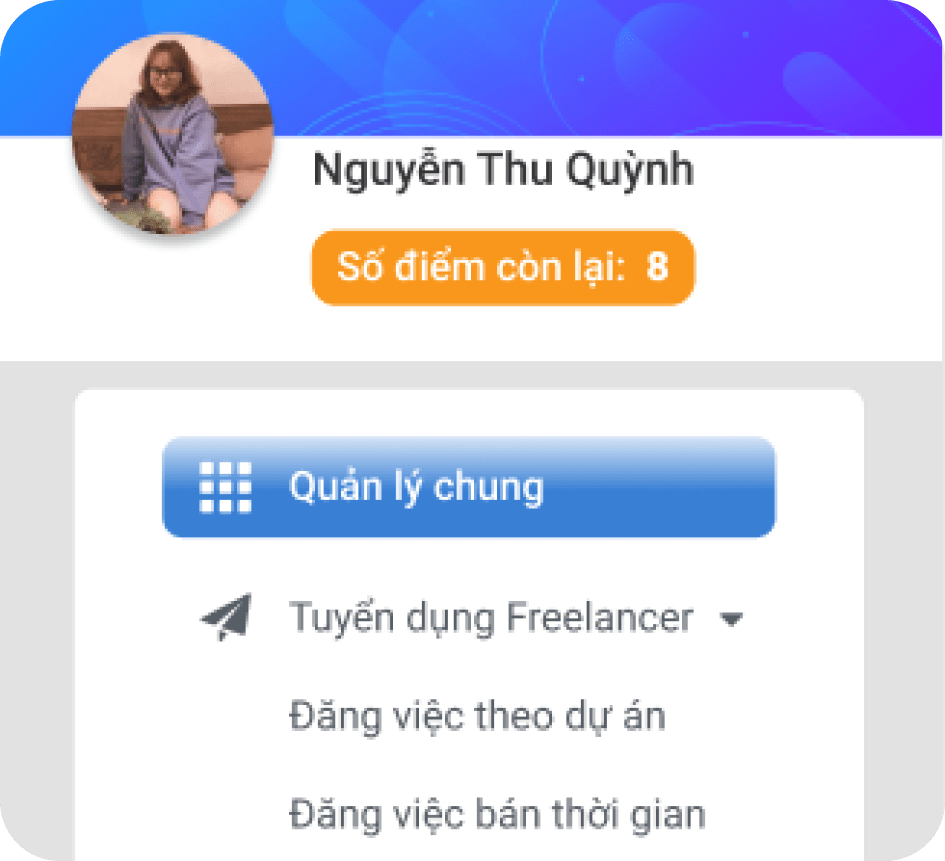 Nguyễn Thu Quỳnh
Số điểm còn lại: 8
Quản lý chung
Tuyển dụng Freelancer
Đăng việc theo dự án
Đăng việc bán thời gian